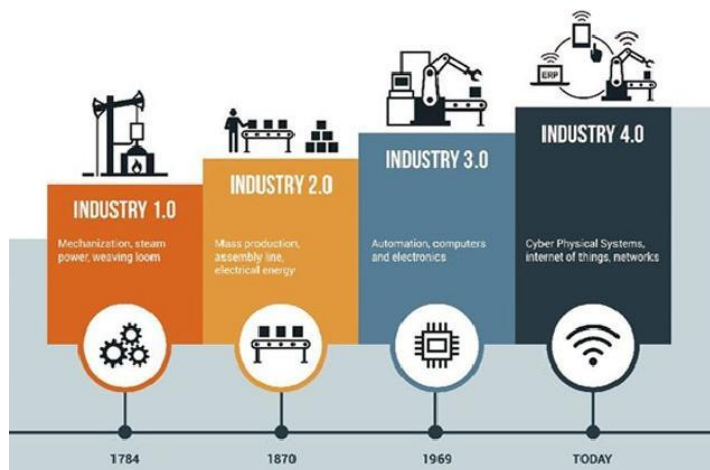 ERP
INDUSTRY 1.0
Mechanization, steam
power, weaving loom
INDUSTRY 2.0
Mass production,
assembly line,
electrical energy
INDUSTRY 3.0
Automation, computers
and electronics
INDUSTRY 4.0
Cyber Physical Systems,
internet of things, networks
1784
1870
1969
TODAY